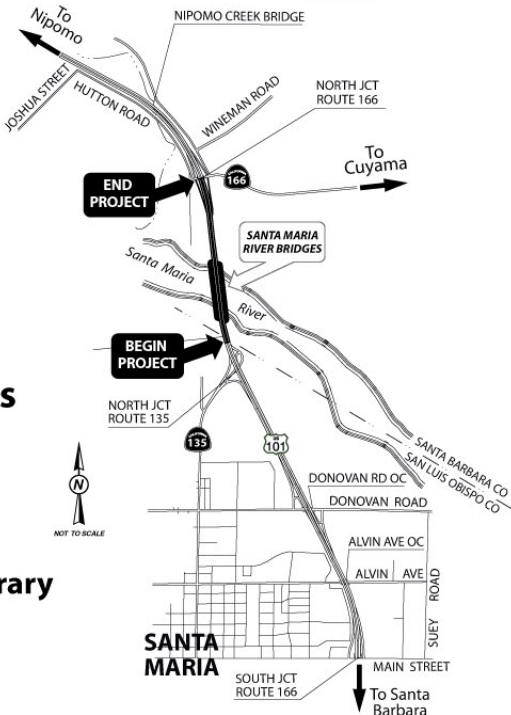 To
Nipomo
NIPOMO CREEK BRIDGE
JOSHUA STREET
HUTTON ROAD
WINEMAN ROAD
NORTH JCT
ROUTE 166
To
Cuyama
CALIFORNIA
166
END
PROJECT
SANTA MARIA
RIVER BRIDGES
Santa Maria
River
BEGIN
PROJECT
s
NORTH JCT
ROUTE 135
CALIFORNIA
135
US
101
SANTA BARBARA CO
SAN LUIS OBISPO CO
N
NOT TO SCALE
DONOVAN RD OC
DONOVAN ROAD
ALVIN AVE OC
ALVIN AVE
SUEY ROAD
rary
SANTA
MARIA
MAIN STREET
SOUTH JCT
ROUTE 166
To Santa
Barbara